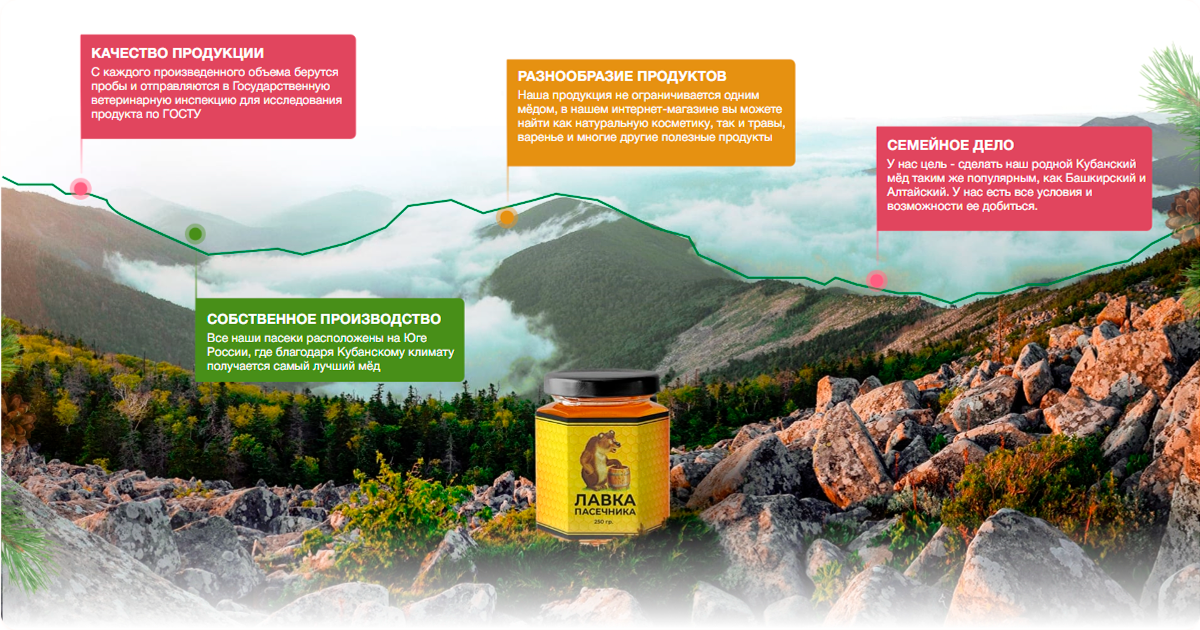 КАЧЕСТВО ПРОДУКЦИИ
С каждого произведенного объема берутся
пробы и отправляются в Государственную
ветеринарную инспекцию для исследования
продукта по ГОСТУ
РАЗНООБРАЗИЕ ПРОДУКТОВ
Наша продукция не ограничивается одним
мёдом, в нашем интернет-магазине вы можете
найти как натуральную косметику, так и травы,
варенье и многие другие полезные продукты
СЕМЕЙНОЕ ДЕЛО
У нас цель - сделать наш родной Кубанский
мёд таким же популярным, как Башкирский и
Алтайский. У нас есть все условия и
возможности ее добиться.
СОБСТВЕННОЕ ПРОИЗВОДСТВО
Все наши пасеки расположены на Юге
России, где благодаря Кубанскому климату
получается самый лучший мёд
ЛАВКА
ПАСЕЧНИКА
250 гр.